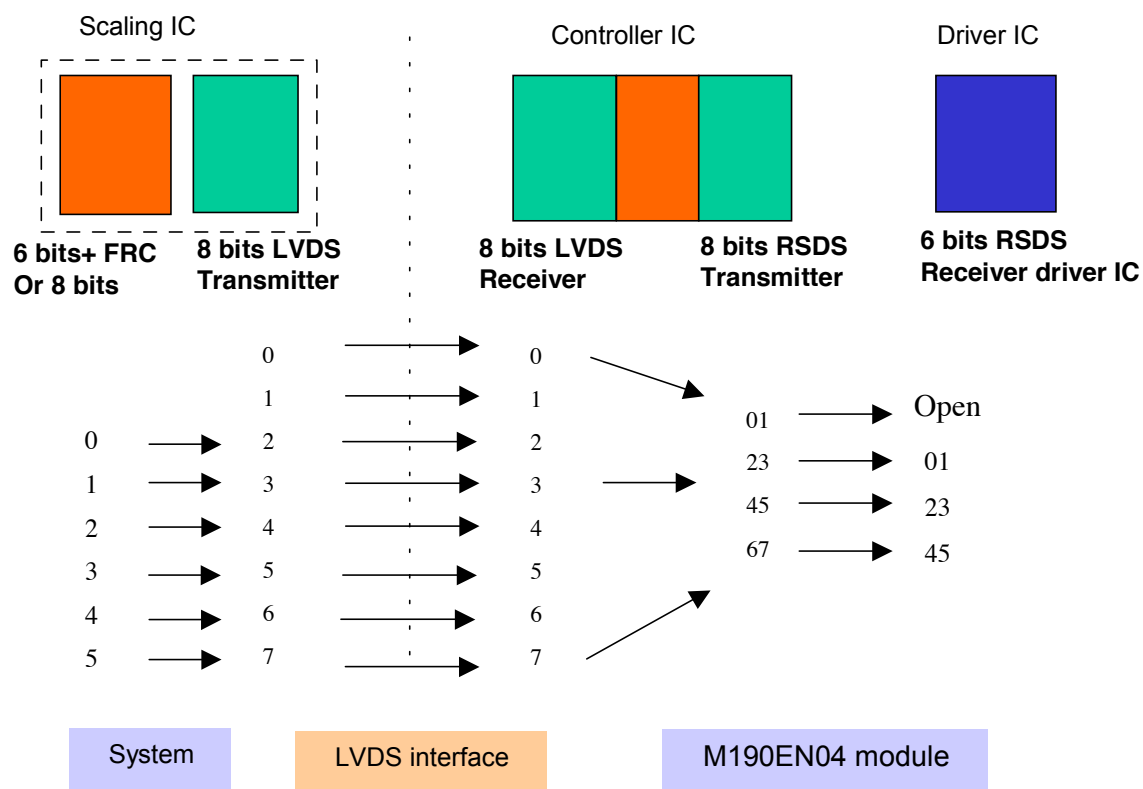 Scaling IC
Controller IC
Driver IC
6 bits+ FRC
Or 8 bits
8 bits LVDS
Transmitter
8 bits LVDS
Receiver
8 bits RSDS
Transmitter
6 bits RSDS
Receiver driver IC
0
1
2
3
4
5
0
1
2
3
4
5
6
7
0
1
2
3
4
5
6
7
01
23
45
67
Open
01
23
45
System
LVDS interface
M190EN04 module